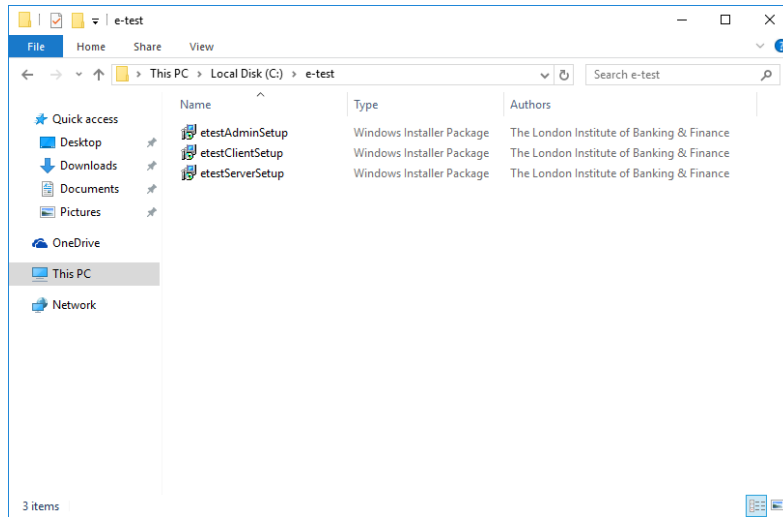 e-test
File Home Share View
This PC > Local Disk (C:) > e-test
Search e-test
Name Type Authors
Quick access
Desktop
Downloads
Documents
Pictures
OneDrive
This PC
Network
etestAdminSetup Windows Installer Package The London Institute of Banking & Finance
etestClientSetup Windows Installer Package The London Institute of Banking & Finance
etestServerSetup Windows Installer Package The London Institute of Banking & Finance
3 items